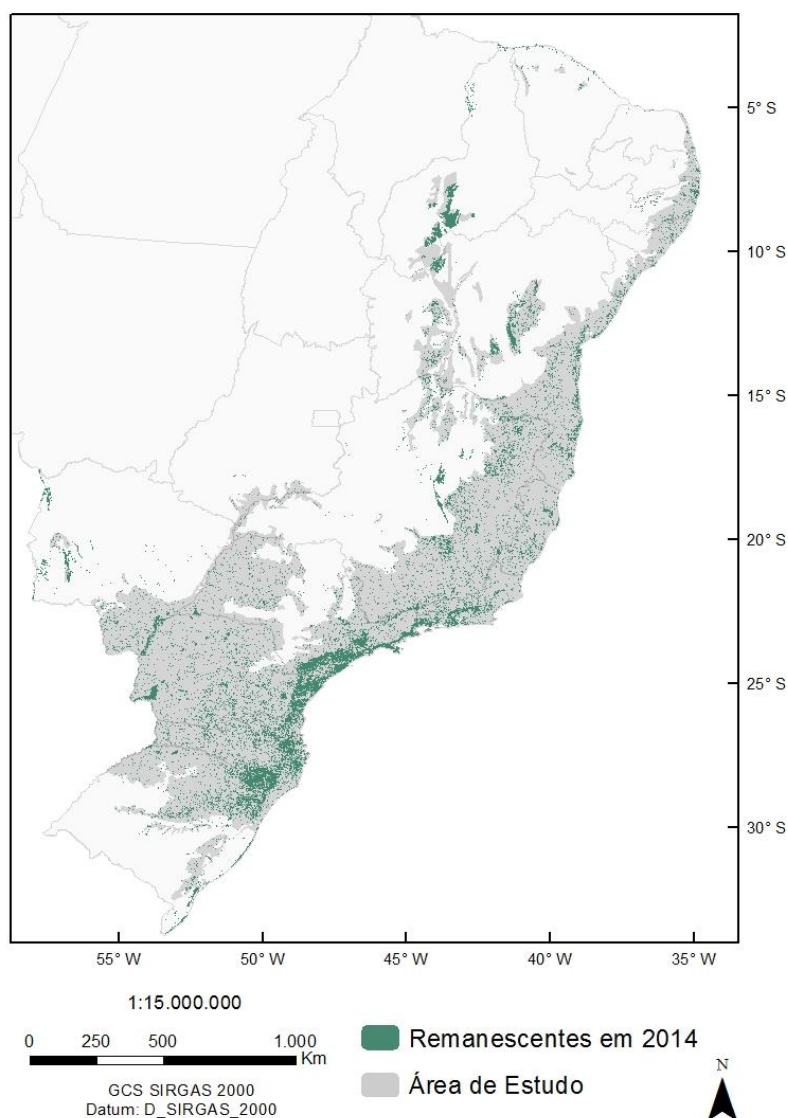 5° S
10° S
15° S
20° S
25° S
30° S
55° W 50° W 45° W 40° W 35° W
1:15.000.000
0 250 500 1.000
Km
GCS SIRGAS 2000
Datum: D_SIRGAS_2000
Remanescentes em 2014
Área de Estudo
N